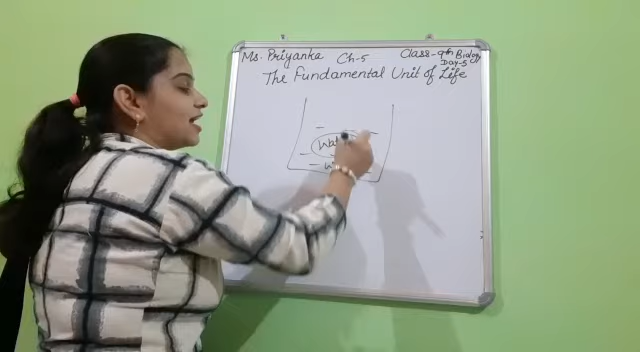 Ms. Priyanka Ch-5 Class-9th Biology
Day-5
The Fundamental Unit of Life